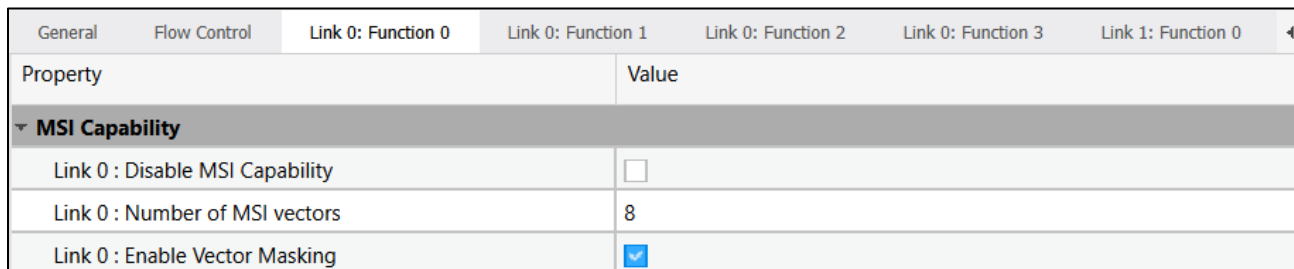 General Flow Control Link 0: Function 0 Link 0: Function 1 Link 0: Function 2 Link 0: Function 3 Link 1: Function 0
Property Value
MSI Capability
Link 0 : Disable MSI Capability
Link 0 : Number of MSI vectors 8
Link 0 : Enable Vector Masking